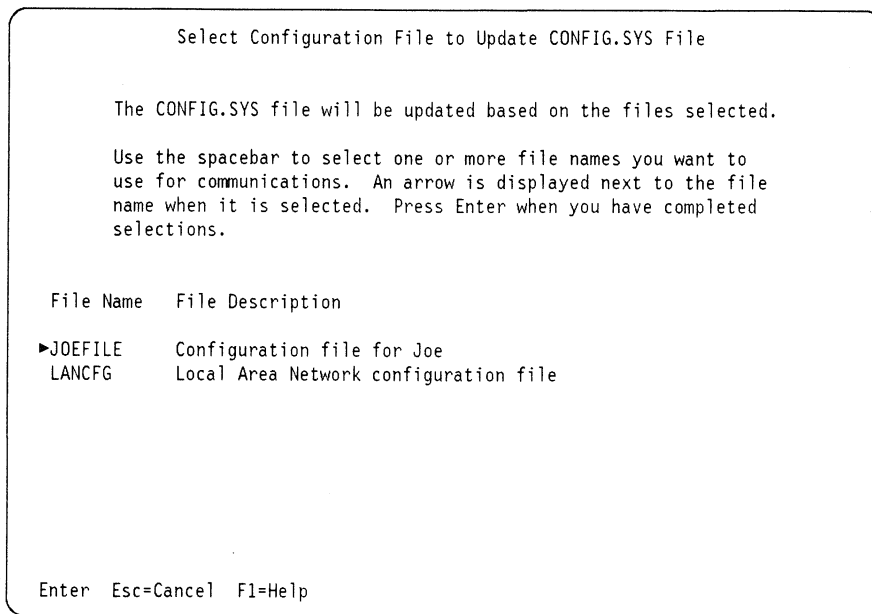 Select Configuration File to Update CONFIG.SYS File
The CONFIG.SYS file will be updated based on the files selected.
Use the spacebar to select one or more file names you want to
use for communications. An arrow is displayed next to the file
name when it is selected. Press Enter when you have completed
selections.
File Name File Description
►JOEFILE Configuration file for Joe
LANCFG Local Area Network configuration file
Enter Esc=Cancel F1=Help